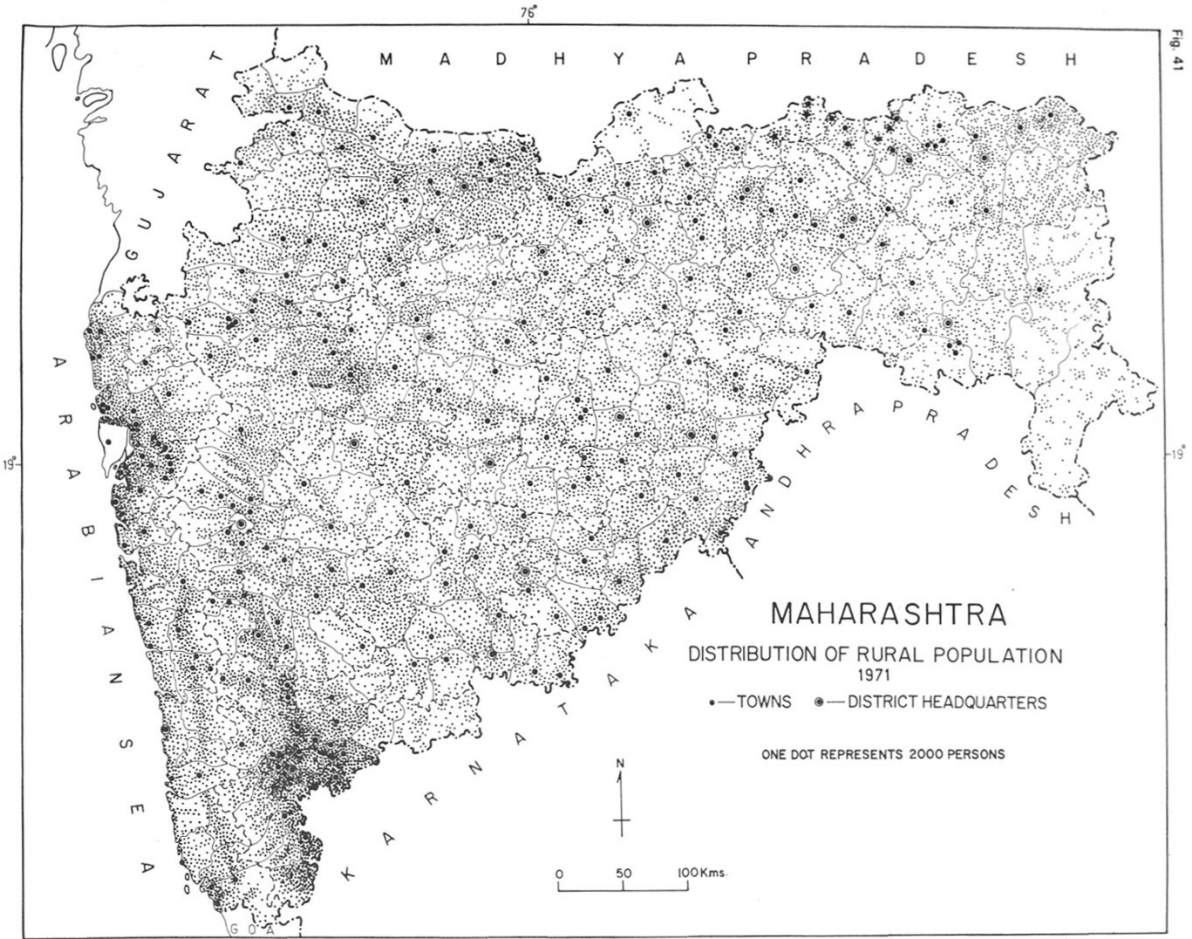 76°
Fig. 41
MADHYA PRADESH
GUJARAT
19°
19°
ARABIAN SEA
ANDHRA PRADESH
KARNATAKA
GOA
MAHARASHTRA
DISTRIBUTION OF RURAL POPULATION
1971
•—TOWNS ◉—DISTRICT HEADQUARTERS
ONE DOT REPRESENTS 2000 PERSONS
N
0 50 100 Kms.